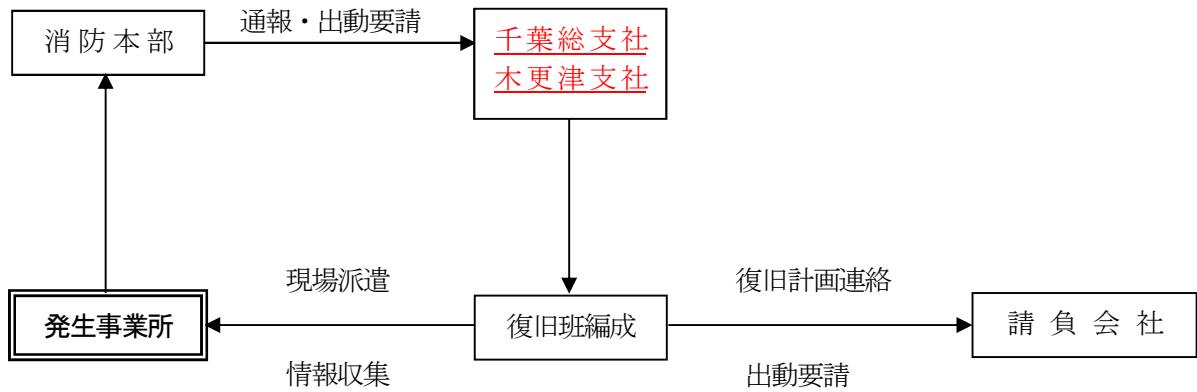 通報・出動要請
消防本部
千葉総支社
木更津支社
現場派遣
復旧計画連絡
発生事業所
復旧班編成
請負会社
情報収集
出動要請